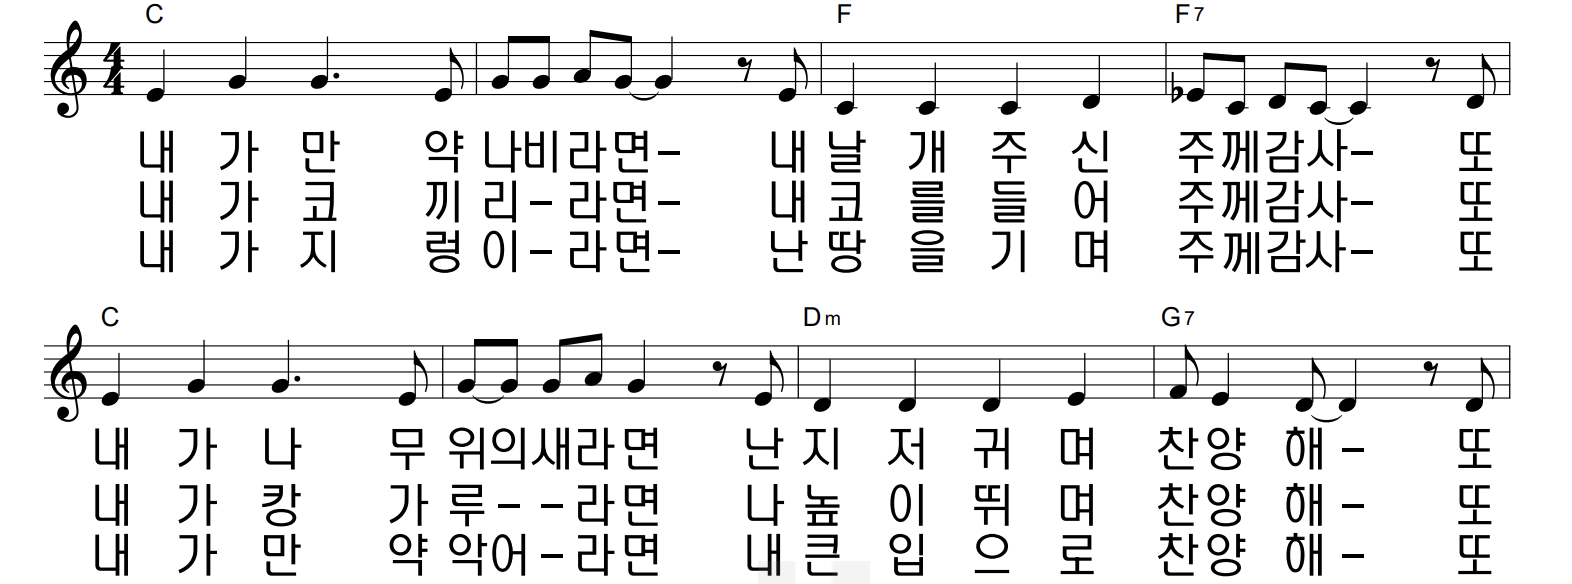 C F F7
4
4
내 가 만 약 나비라면- 내 날 개 주 신 주께감사- 또
내 가 코 끼 리-라면- 내 코 를 들 어 주께감사- 또
내 가 지 렁 이-라면- 난 땅 을 기 며 주께감사- 또
C Dm G7
내 가 나 무 위의새라면 난 지 저 귀 며 찬양 해- 또
내 가 캉 가 루--라면 나 높 이 뛰 며 찬양 해- 또
내 가 만 약 악어-라면 내 큰 입 으 로 찬양 해- 또